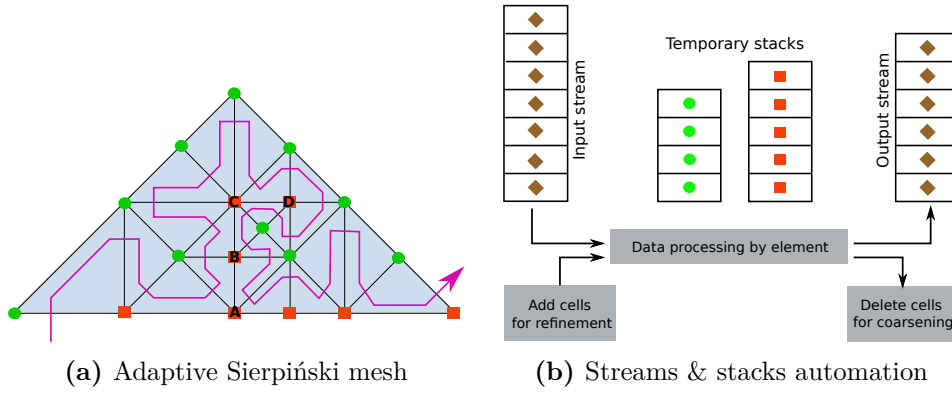 C
D
B
A
(a) Adaptive Sierpiński mesh
Input stream
Temporary stacks
Output stream
Data processing by element
Add cells
for refinement
Delete cells
for coarsening
(b) Streams & stacks automation